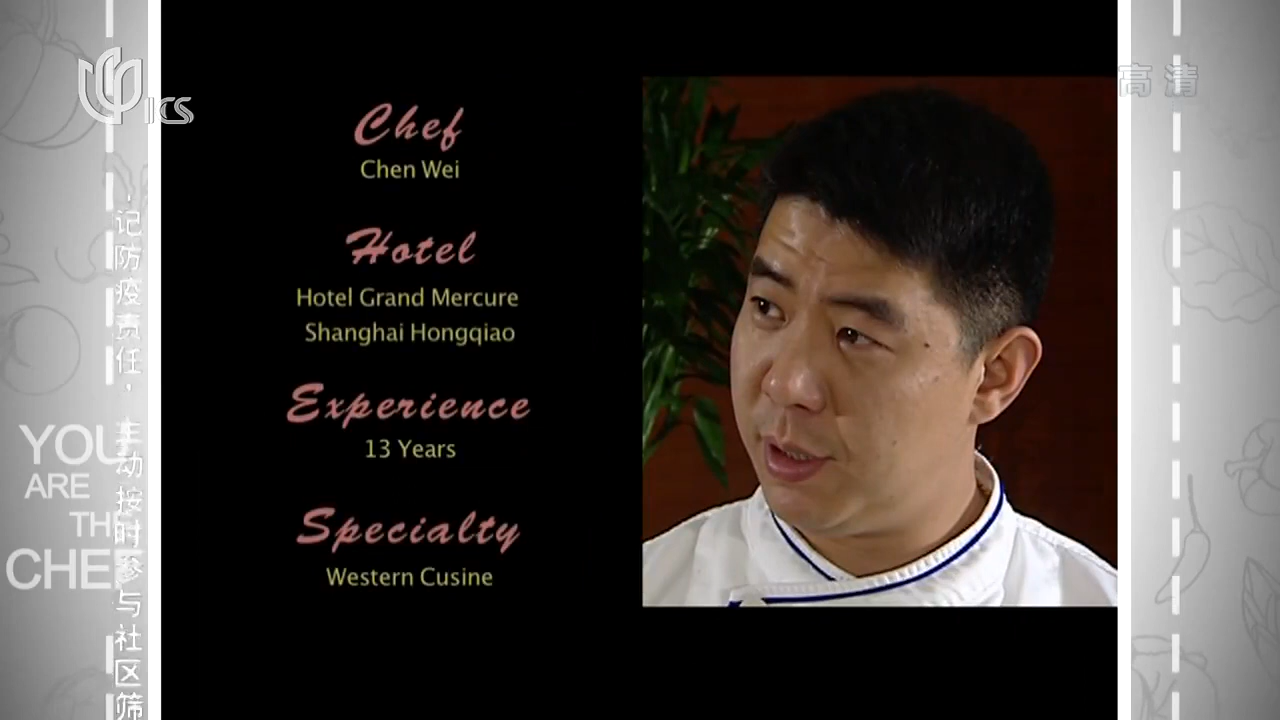 ICS
高清
Chef
Chen Wei
Hotel
Hotel Grand Mercure
Shanghai Hongqiao
Experience
13 Years
Specialty
Western Cusine
YOU
ARE
THE
CHEF
记防疫责任，主动按时参与社区筛